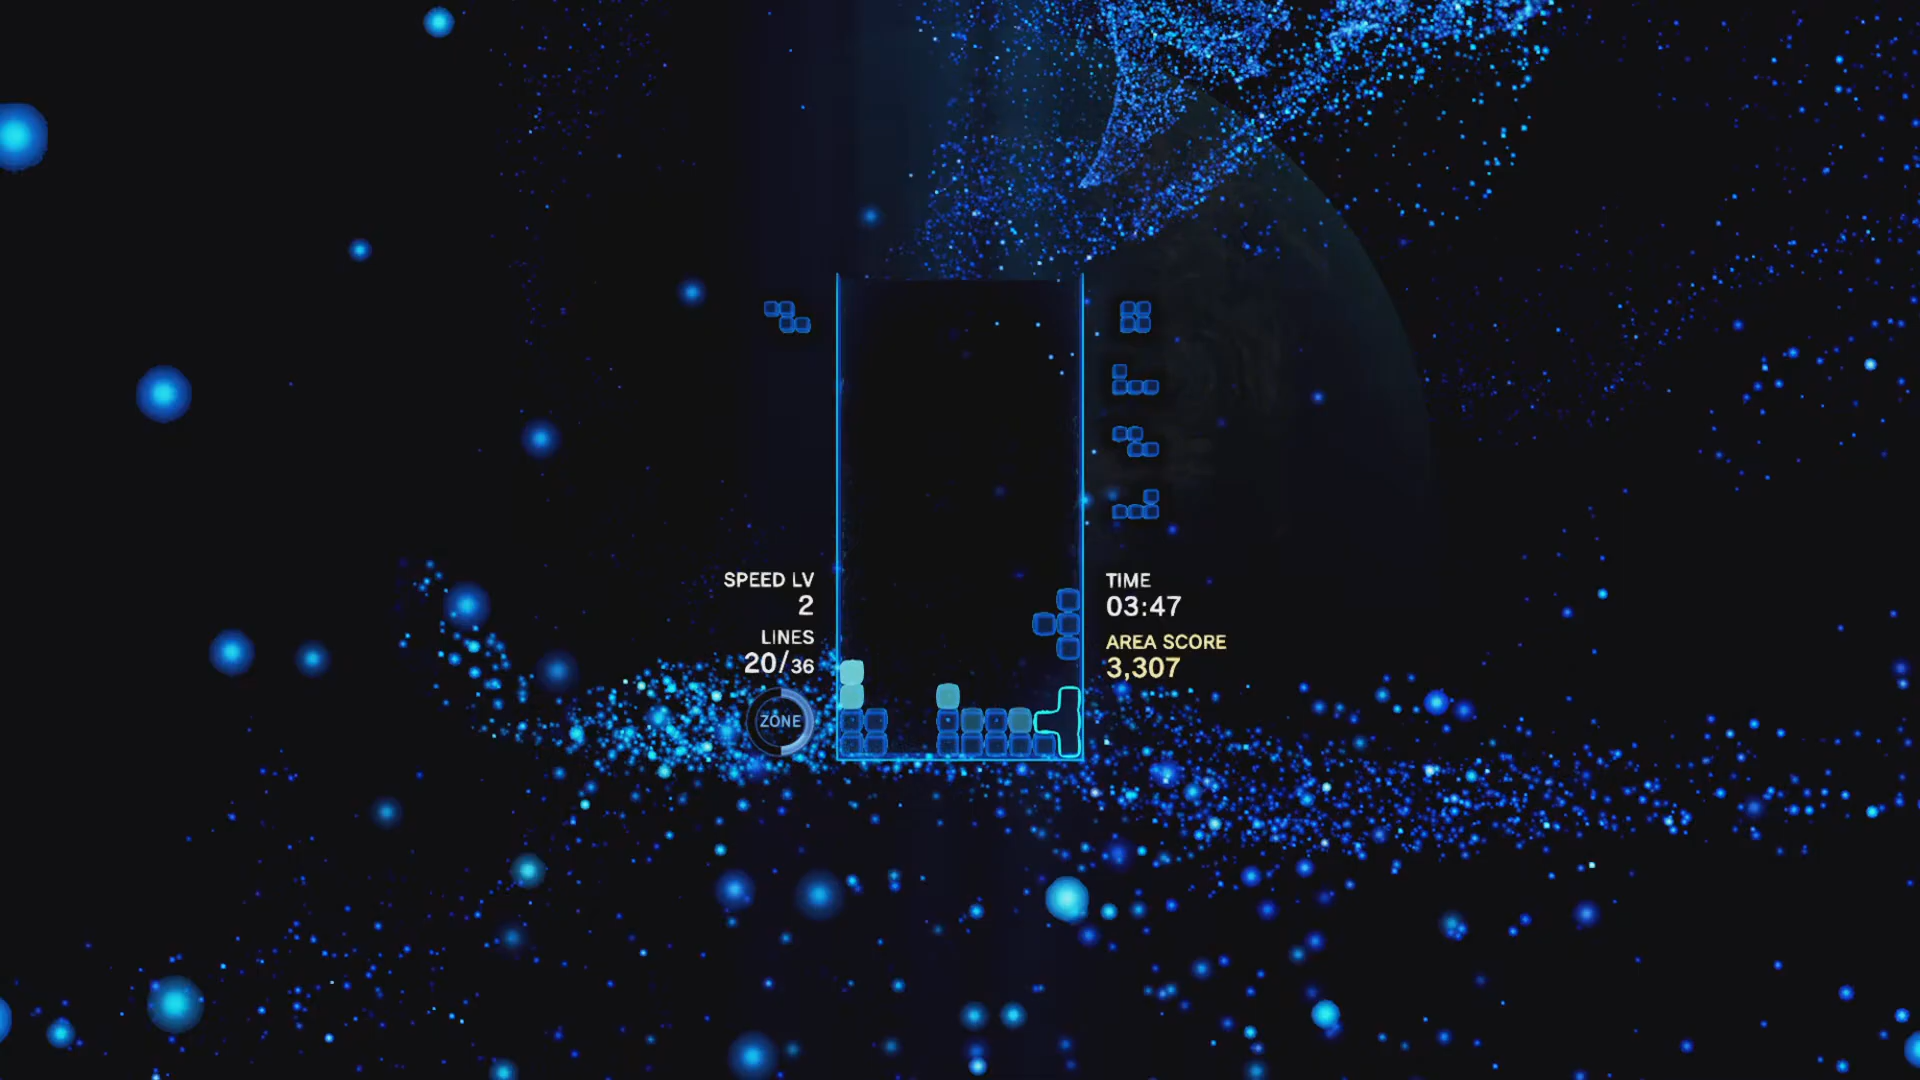 SPEED LV
2
LINES
20/36
ZONE
TIME
03:47
AREA SCORE
3,307